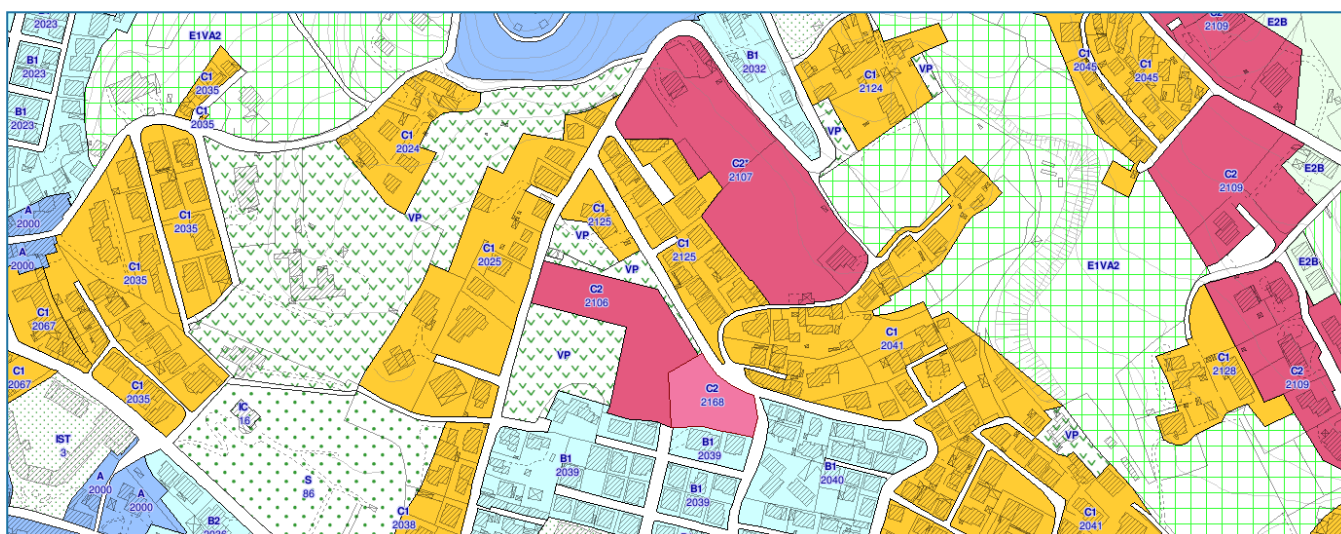 2023
E1VA2
C2
2109
E2B
B1
2023
C1
2035
B1
2032
C1
2124
VP
C1
2045
C1
2045
B1
2023
C1
2035
C1
2024
VP
C2*
2107
C2
2109
E2B
A
2000
C1
2035
VP
C1
2125
VP
C1
2025
C1
2125
A
C1
2035
VP
E1VA2
E2B
C2
2106
C1
2067
VP
C1
2041
C1
2128
C1
2067
C1
2035
C2
2168
C2
2109
IC
16
IST
3
VP
B1
2039
B1
2039
B1
2040
A
2000
A
2000
S
86
B1
2039
C1
2038
B2
C1
2041